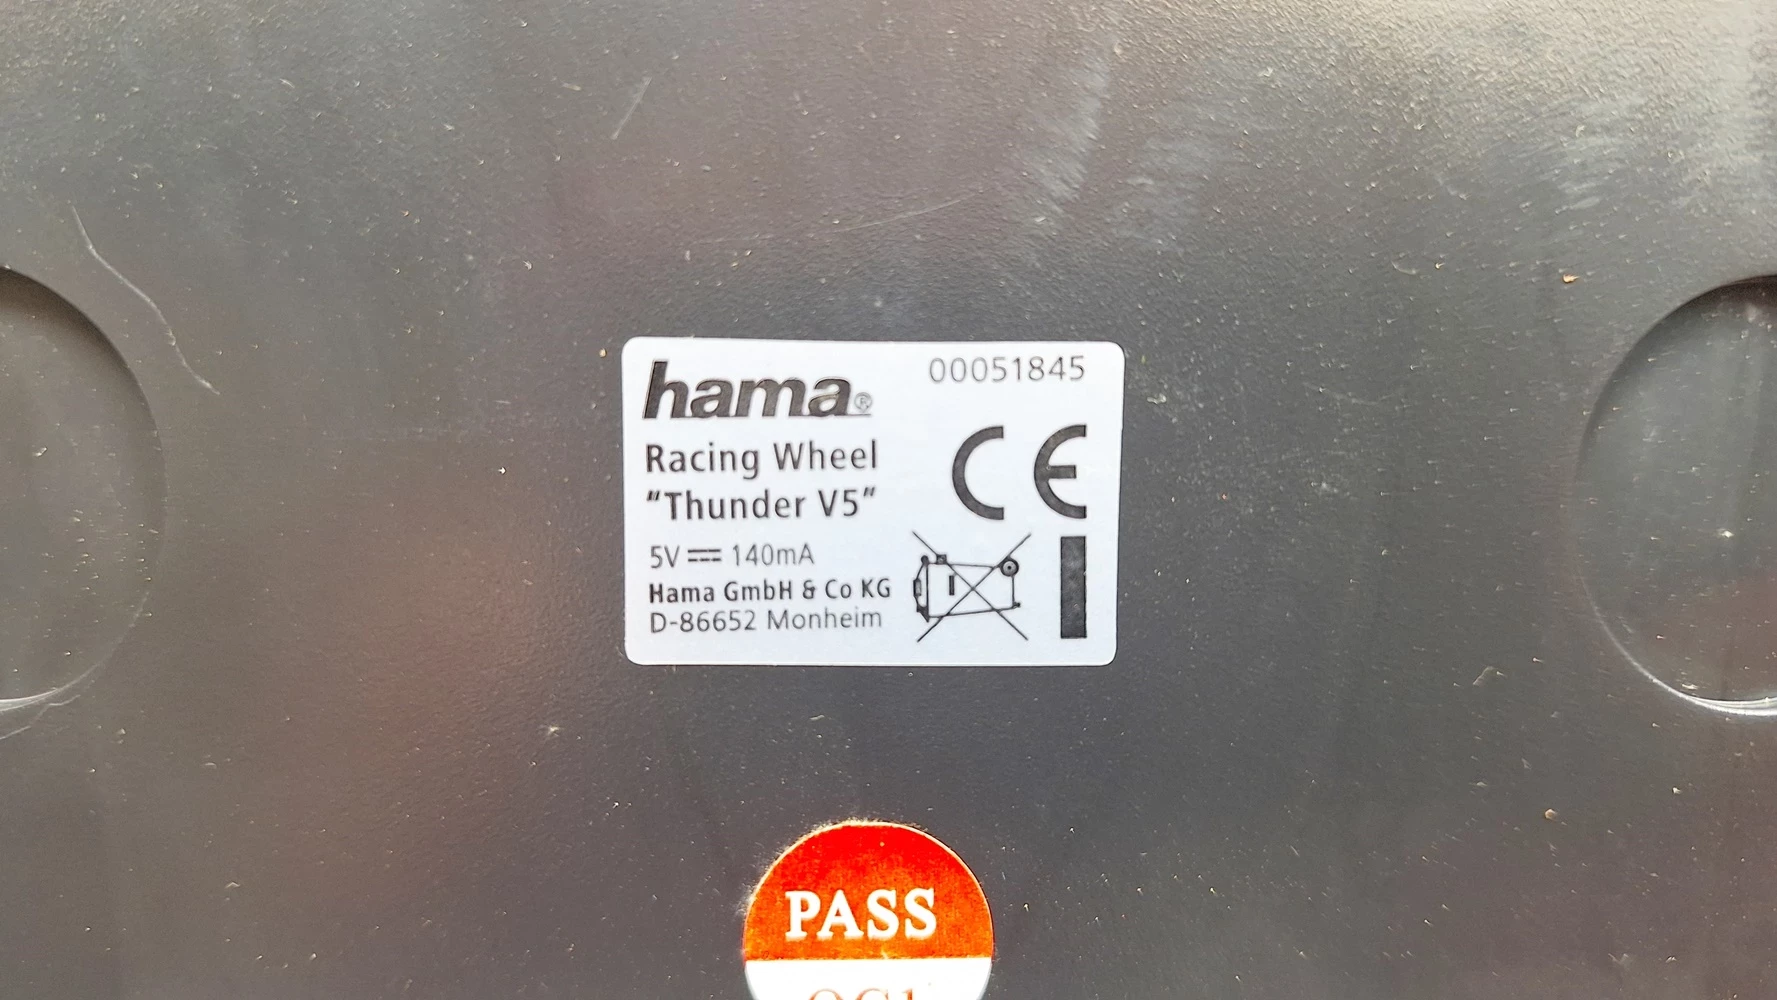 hama®
00051845
Racing Wheel
"Thunder V5"
CE
5V ⎓ 140mA
Hama GmbH & Co KG
D-86652 Monheim
PASS